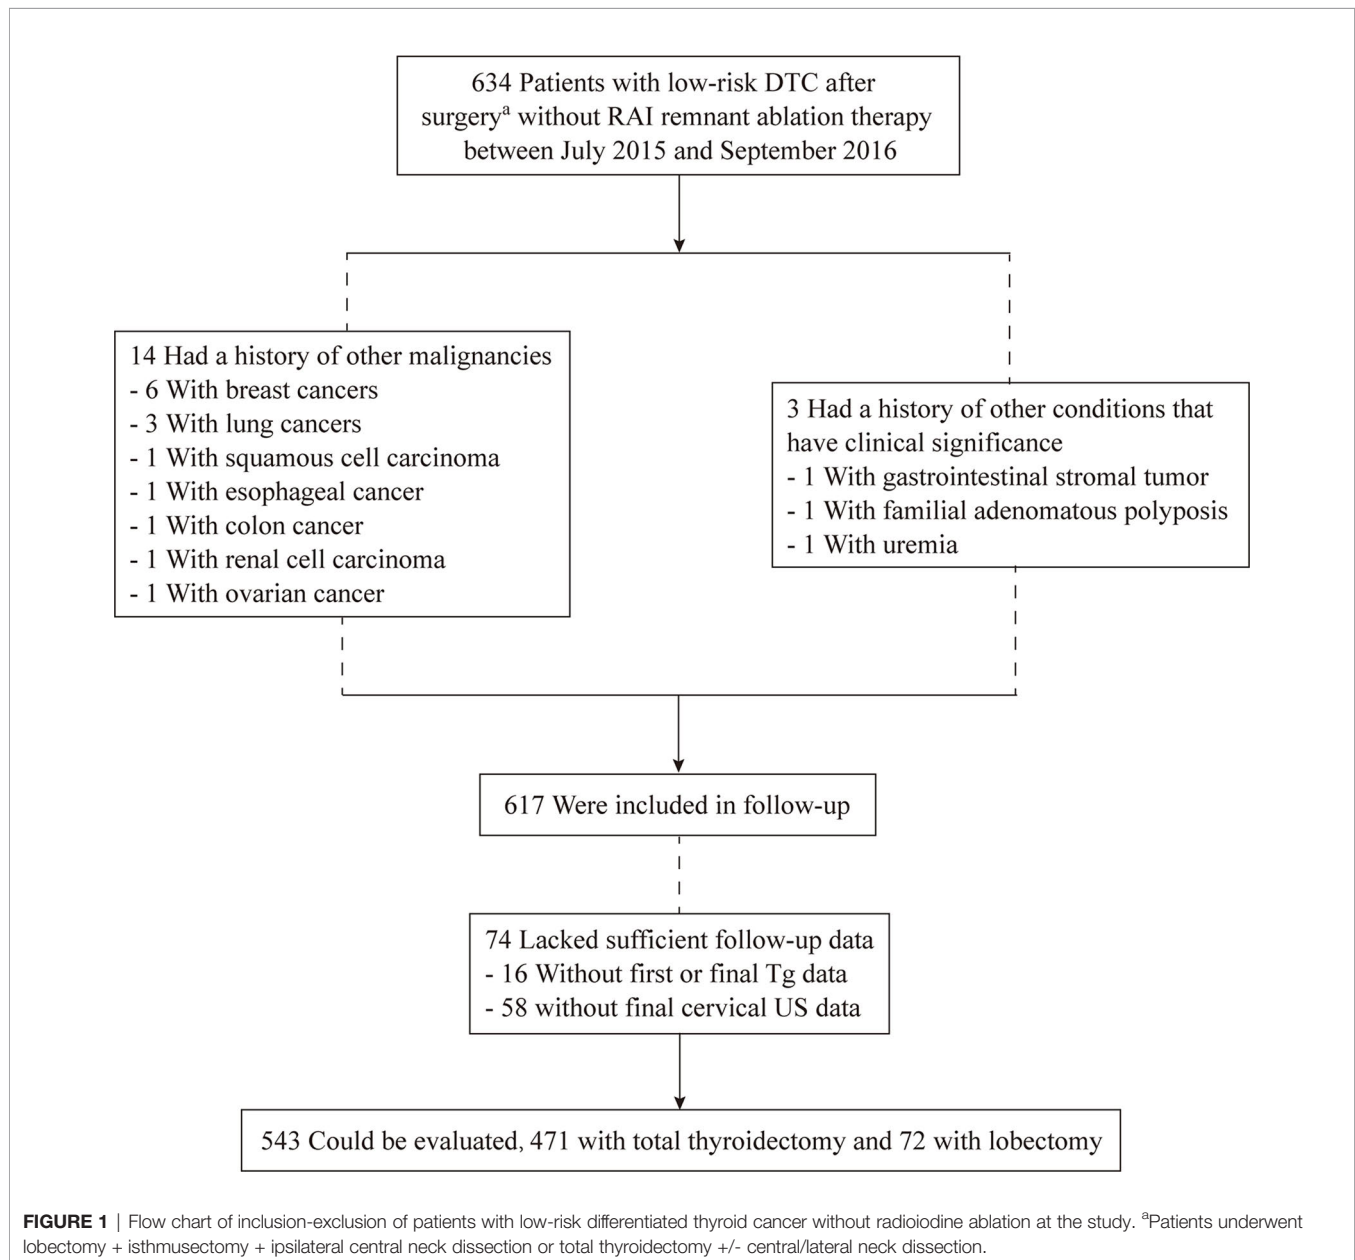 634 Patients with low-risk DTC after
surgeryᵃ without RAI remnant ablation therapy
between July 2015 and September 2016
14 Had a history of other malignancies
- 6 With breast cancers
- 3 With lung cancers
- 1 With squamous cell carcinoma
- 1 With esophageal cancer
- 1 With colon cancer
- 1 With renal cell carcinoma
- 1 With ovarian cancer
3 Had a history of other conditions that
have clinical significance
- 1 With gastrointestinal stromal tumor
- 1 With familial adenomatous polyposis
- 1 With uremia
617 Were included in follow-up
74 Lacked sufficient follow-up data
- 16 Without first or final Tg data
- 58 without final cervical US data
543 Could be evaluated, 471 with total thyroidectomy and 72 with lobectomy
FIGURE 1 | Flow chart of inclusion-exclusion of patients with low-risk differentiated thyroid cancer without radioiodine ablation at the study. ᵃPatients underwent
lobectomy + isthmusectomy + ipsilateral central neck dissection or total thyroidectomy +/- central/lateral neck dissection.